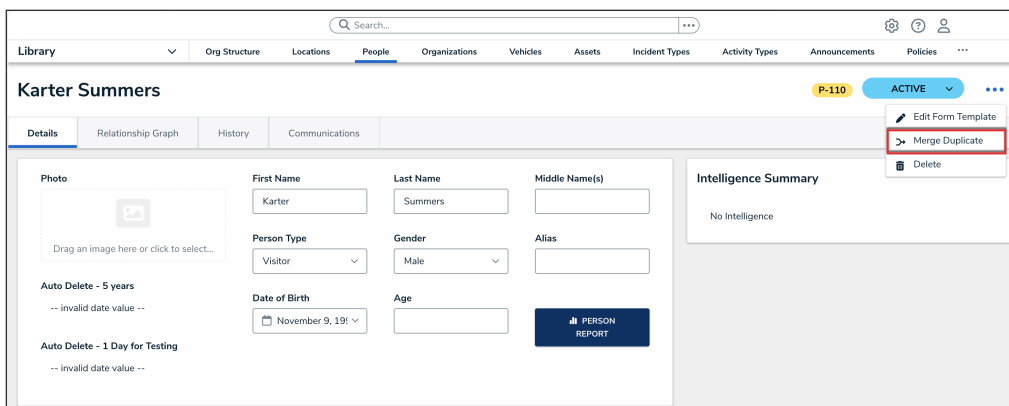 Search...
Library
Org Structure Locations People Organizations Vehicles Assets Incident Types Activity Types Announcements Policies
Karter Summers
P-110 ACTIVE
Edit Form Template
Merge Duplicate
Delete
Details Relationship Graph History Communications
Photo
Drag an image here or click to select...
Auto Delete - 5 years
-- invalid date value --
Auto Delete - 1 Day for Testing
-- invalid date value --
First Name Last Name Middle Name(s)
Karter Summers
Person Type Gender Alias
Visitor Male
Date of Birth Age
November 9, 199
PERSON
REPORT
Intelligence Summary
No Intelligence